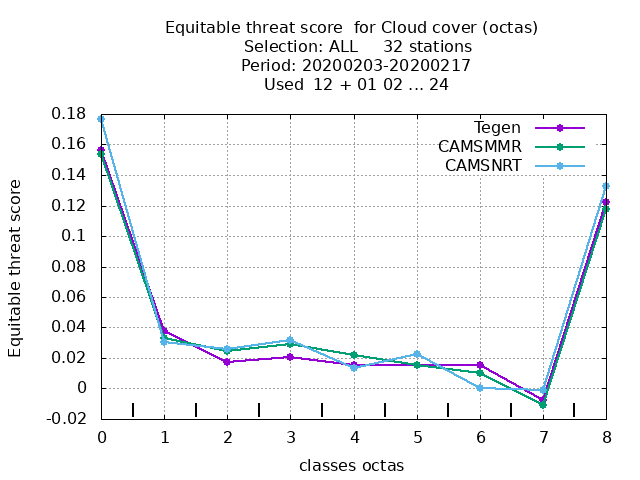 Equitable threat score  for Cloud cover (octas)
Selection: ALL     32 stations
Period: 20200203-20200217
Used  12 + 01 02 ... 24
Tegen
CAMSMMR
CAMSNRT
Equitable threat score
0.18
0.16
0.14
0.12
0.1
0.08
0.06
0.04
0.02
0
-0.02
0 1 2 3 4 5 6 7 8
classes octas